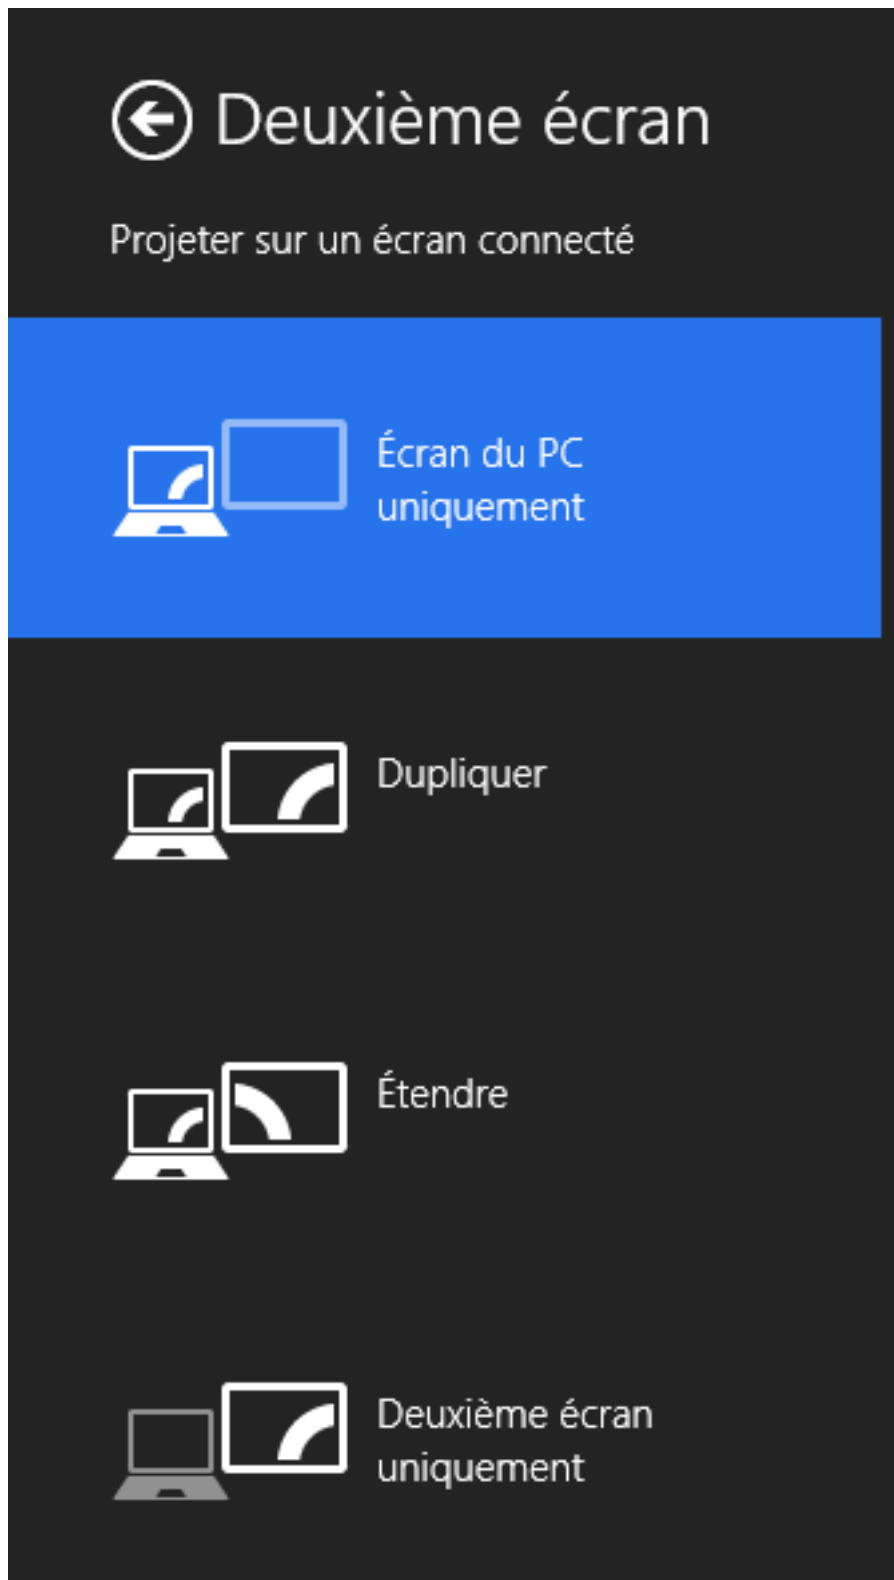 Deuxième écran
Projeter sur un écran connecté
Écran du PC
uniquement
Dupliquer
Étendre
Deuxième écran
uniquement